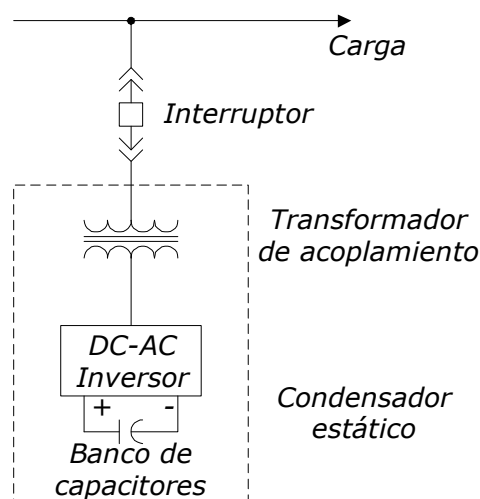 Carga
Interruptor
Transformador
de acoplamiento
DC-AC
Inversor
+ -
Condensador
estático
Banco de
capacitores